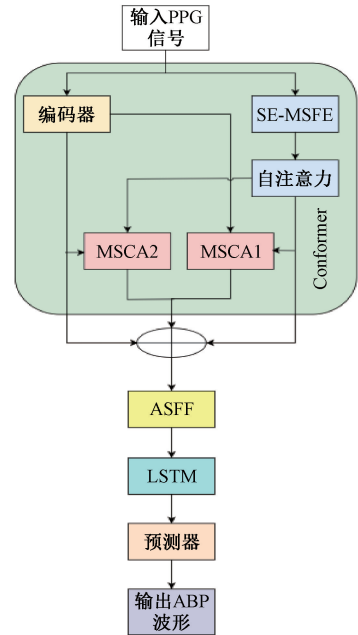 输入PPG
信号
编码器
SE-MSFE
自注意力
MSCA2
MSCA1
Conformer
ASFF
LSTM
预测器
输出ABP
波形